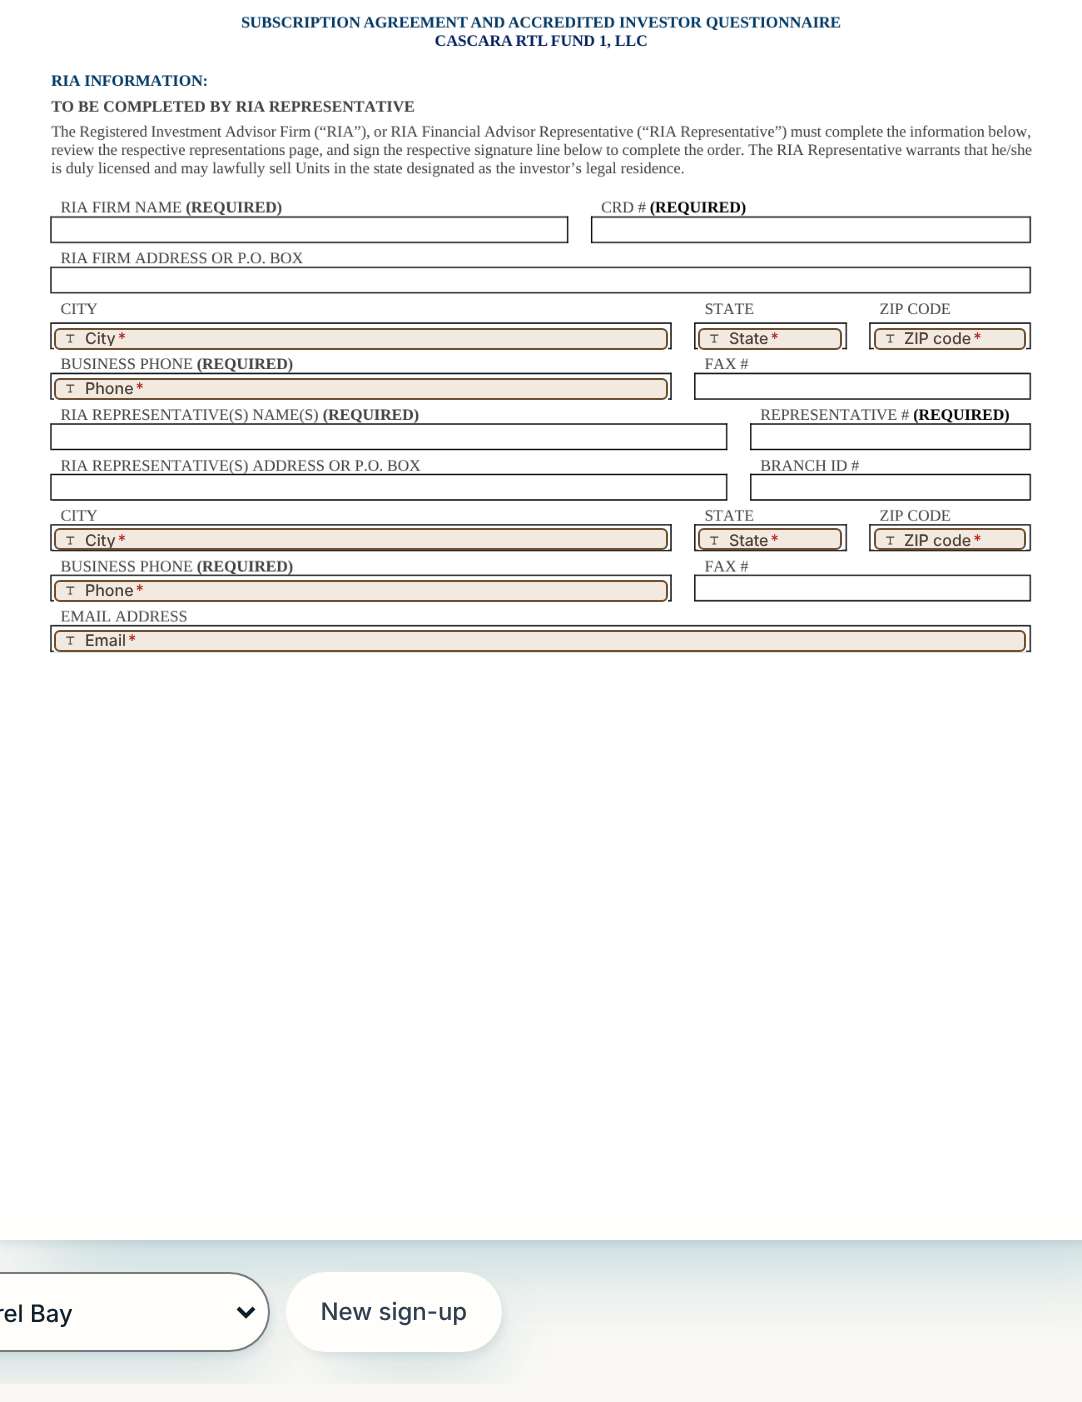 SUBSCRIPTION AGREEMENT AND ACCREDITED INVESTOR QUESTIONNAIRE
CASCARA RTL FUND 1, LLC
RIA INFORMATION:
TO BE COMPLETED BY RIA REPRESENTATIVE
The Registered Investment Advisor Firm (“RIA”), or RIA Financial Advisor Representative (“RIA Representative”) must complete the information below,
review the respective representations page, and sign the respective signature line below to complete the order. The RIA Representative warrants that he/she
is duly licensed and may lawfully sell Units in the state designated as the investor’s legal residence.
RIA FIRM NAME (REQUIRED) CRD # (REQUIRED)
RIA FIRM ADDRESS OR P.O. BOX
CITY STATE ZIP CODE
City* State* ZIP code*
BUSINESS PHONE (REQUIRED) FAX #
Phone*
RIA REPRESENTATIVE(S) NAME(S) (REQUIRED) REPRESENTATIVE # (REQUIRED)
RIA REPRESENTATIVE(S) ADDRESS OR P.O. BOX BRANCH ID #
CITY STATE ZIP CODE
City* State* ZIP code*
BUSINESS PHONE (REQUIRED) FAX #
Phone*
EMAIL ADDRESS
Email*
rel Bay New sign-up